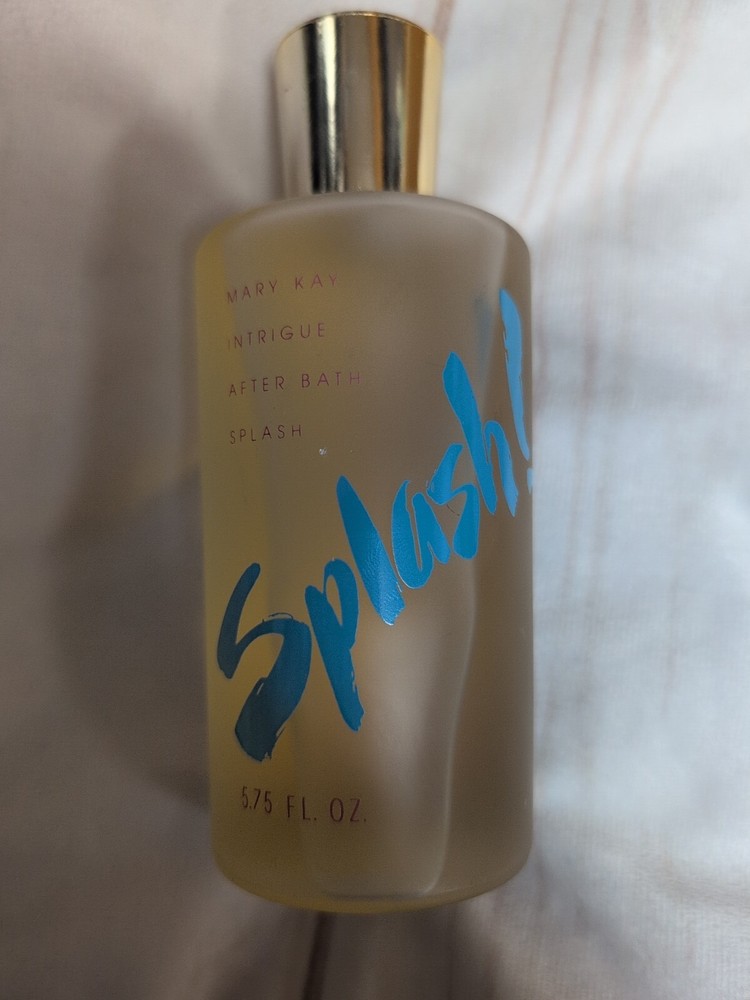 MARY KAY
INTRIGUE
AFTER BATH
SPLASH
Splash!
5.75 FL. OZ.